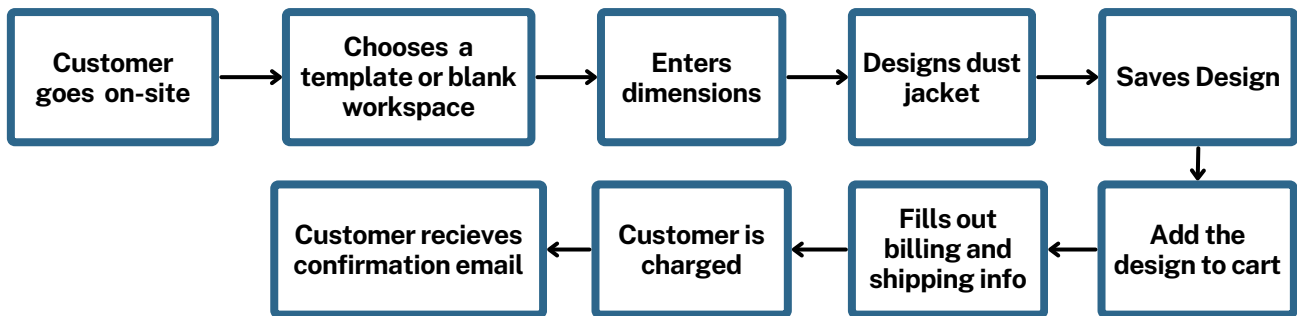 Customer
goes on-site
Chooses a
template or blank
workspace
Enters
dimensions
Designs dust
jacket
Saves Design
Add the
design to cart
Fills out
billing and
shipping info
Customer is
charged
Customer recieves
confirmation email